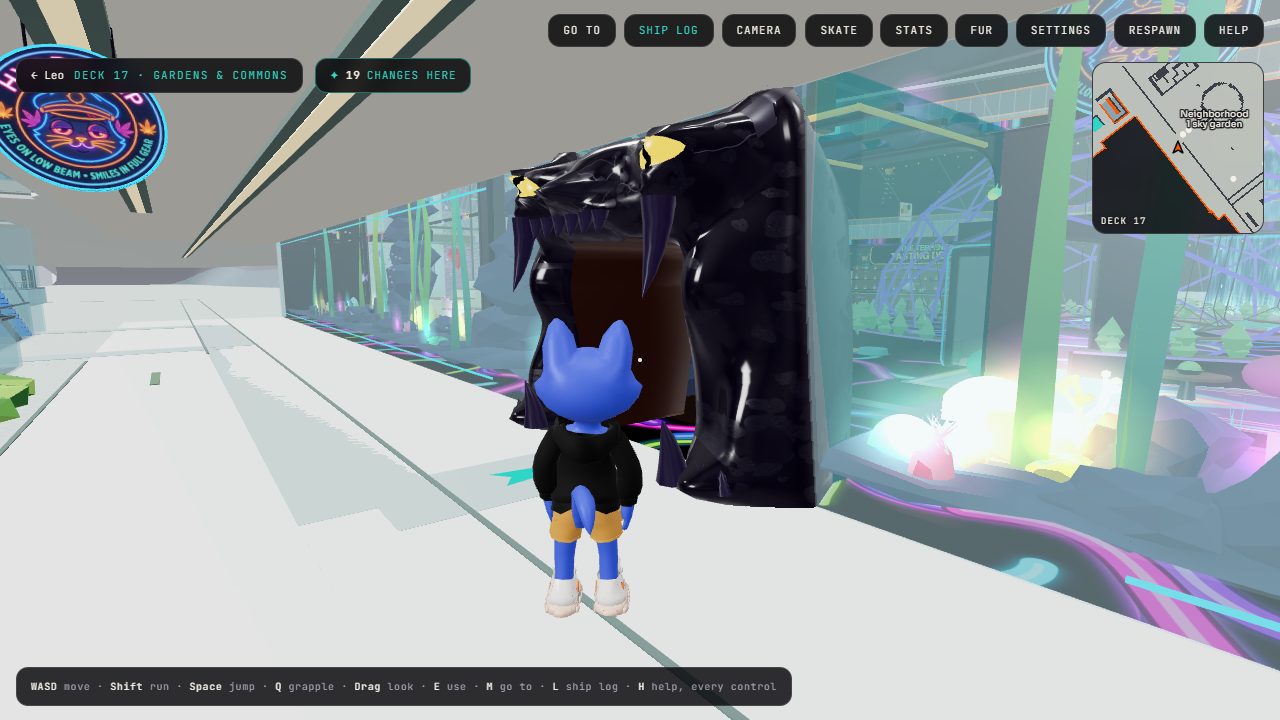 GO TO
SHIP LOG
CAMERA
SKATE
STATS
FUR
SETTINGS
RESPAWN
HELP
← Leo DECK 17 · GARDENS & COMMONS
✦ 19 CHANGES HERE
EYES ON LOW BEAM • SMILES IN FULL GEAR
Neighborhood
1 sky garden
DECK 17
WASD move · Shift run · Space jump · Q grapple · Drag look · E use · M go to · L ship log · H help, every control